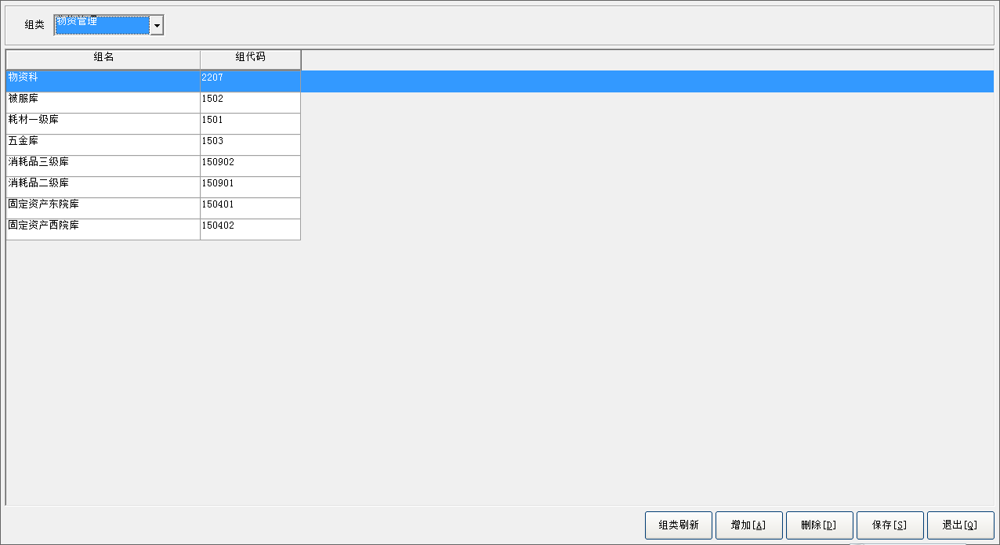 组类 物资管理
组名 组代码
物资科 2207
被服库 1502
耗材一级库 1501
五金库 1503
消耗品三级库 150902
消耗品二级库 150901
固定资产东院库 150401
固定资产西院库 150402
组类刷新 增加[A] 删除[D] 保存[S] 退出[Q]